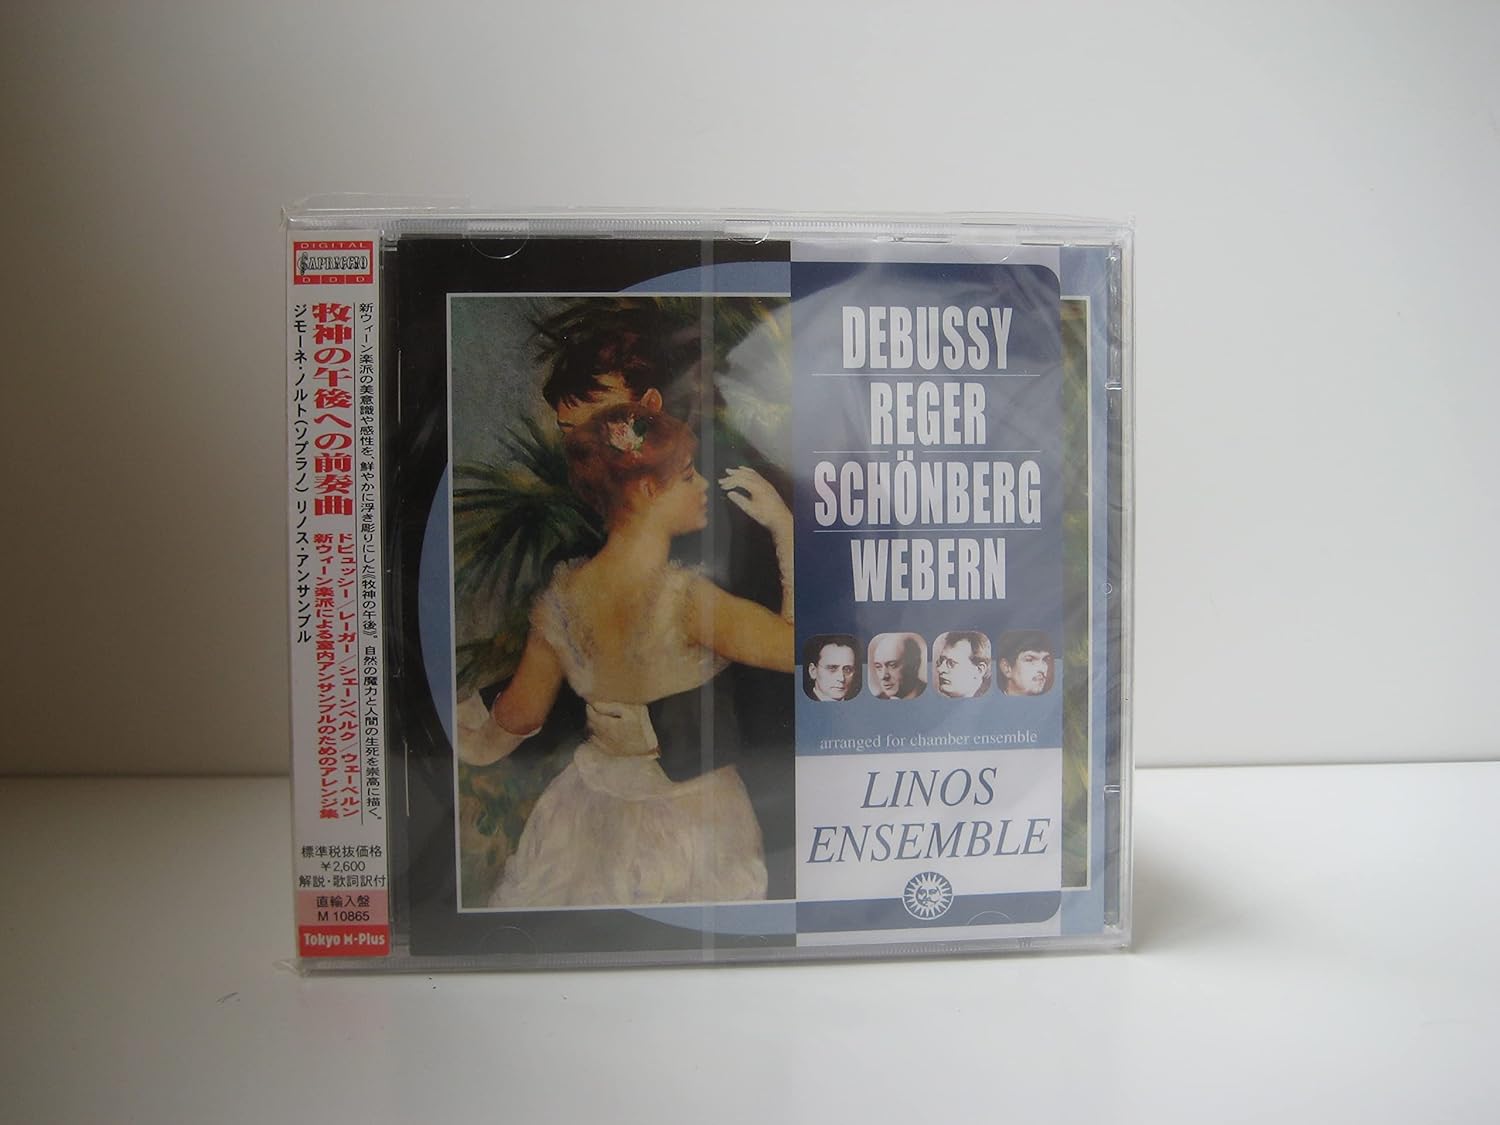 DIGITAL
CAPRICCIO
DDD
新ウィーン楽派の美意識や感性を、鮮やかに浮き彫りにした《牧神の午後》。自然の魔力と人間の生死を崇高に描く。
牧神の午後への前奏曲
ドビュッシー/レーガー/シェーンベルク/ウェーベルン
新ウィーン楽派による室内アンサンブルのためのアレンジ集
ジモーネ・ノルト(ソプラノ) リノス・アンサンブル
標準税抜価格
¥2,600
解説・歌詞訳付
直輸入盤
M 10865
Tokyo M-Plus
DEBUSSY
REGER
SCHÖNBERG
WEBERN
arranged for chamber ensemble
LINOS
ENSEMBLE